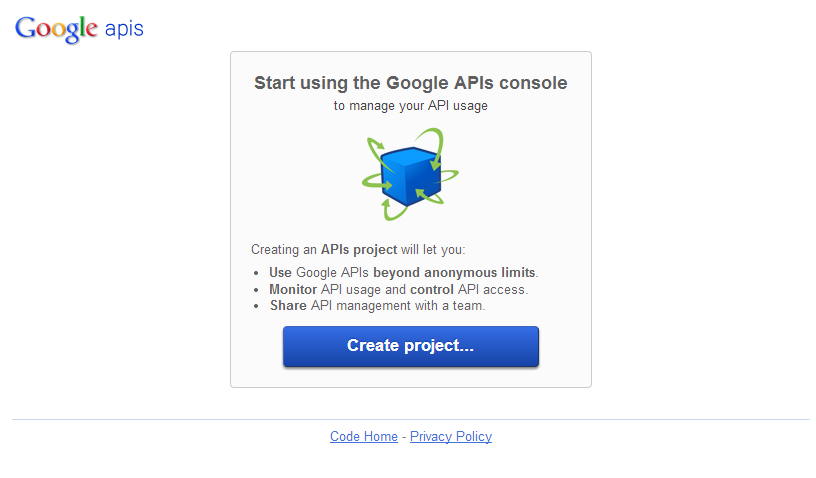 Google apis
Start using the Google APIs console
to manage your API usage
Creating an APIs project will let you:
• Use Google APIs beyond anonymous limits.
• Monitor API usage and control API access.
• Share API management with a team.
Create project...
Code Home - Privacy Policy